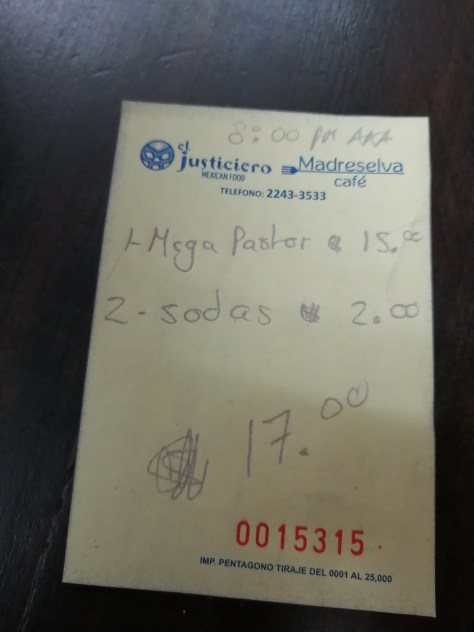 8:00 PM AKA
el justiciero
MEXICAN FOOD
Madreselva
café
TELEFONO: 2243-3533
1-Mega Pastor 15.00
2-sodas 2.00
17.00
0015315
IMP. PENTAGONO TIRAJE DEL 0001 AL 25,000